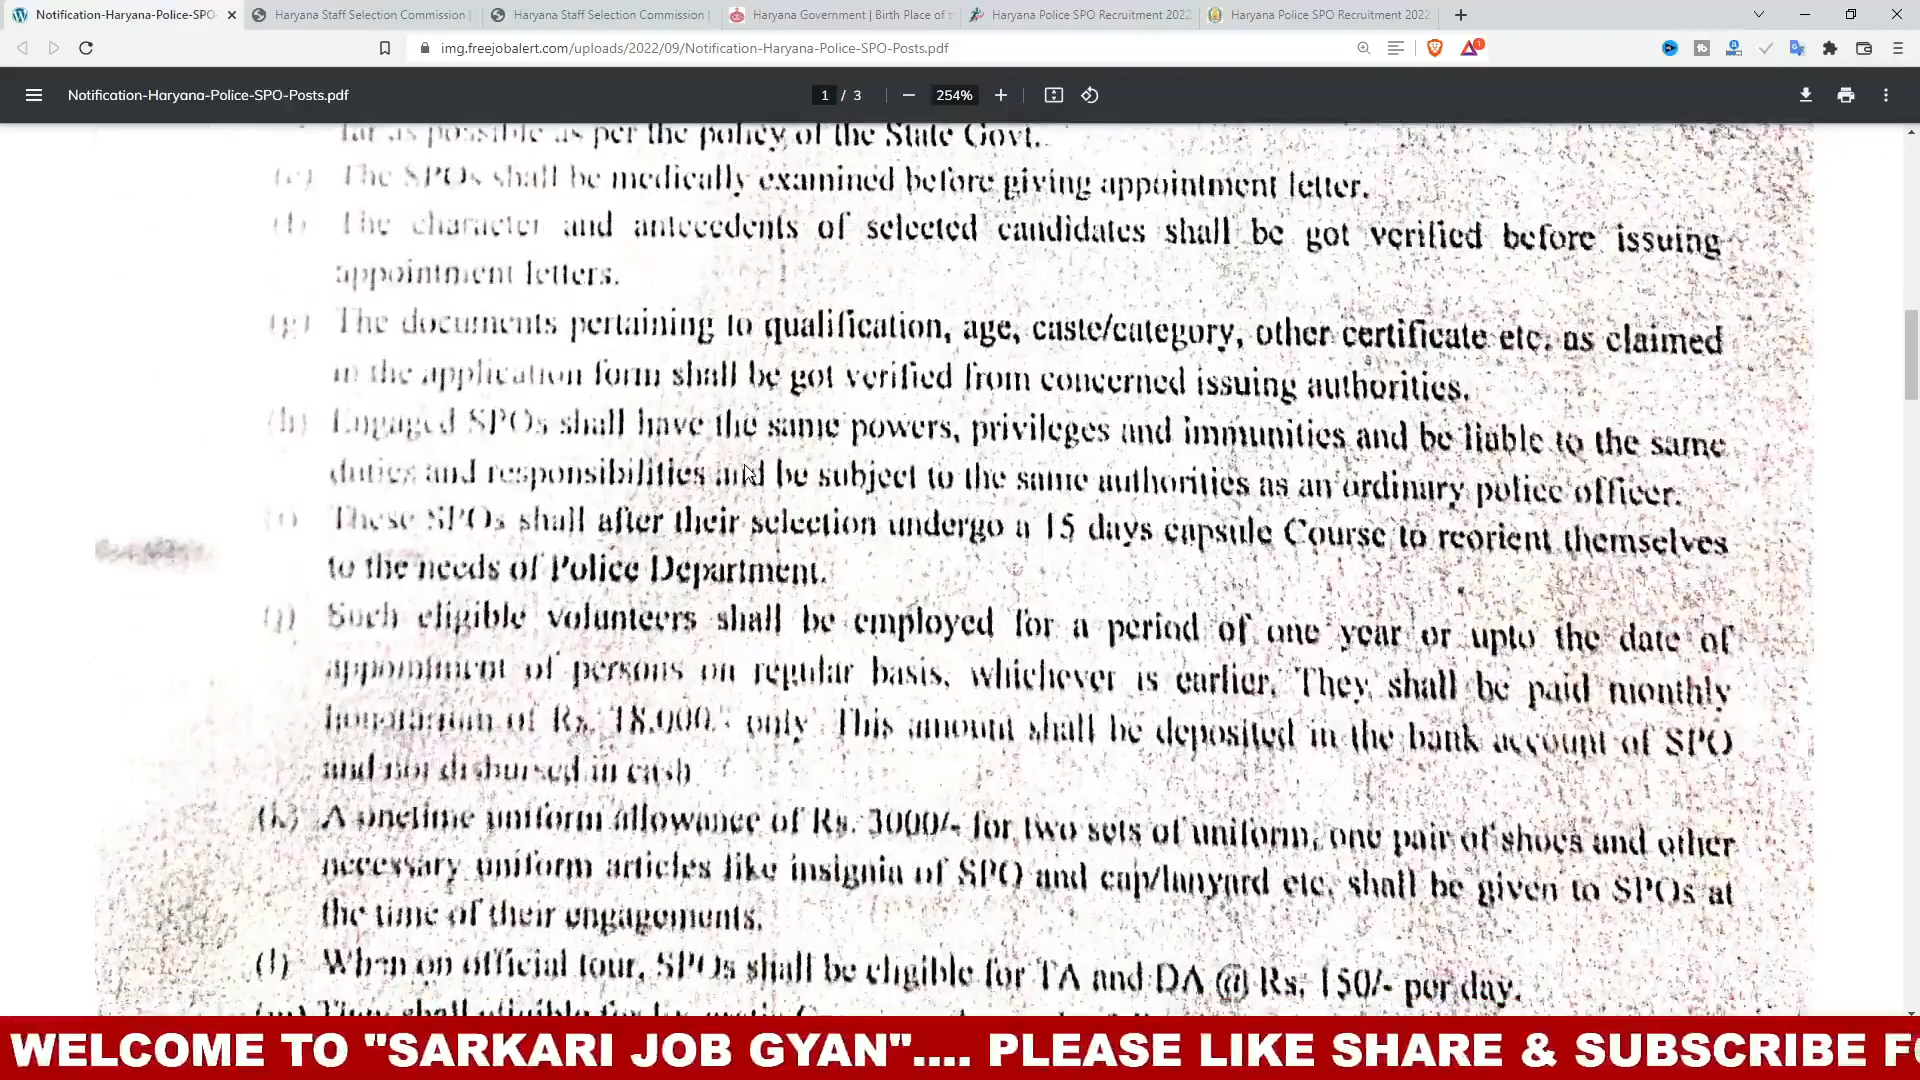 Notification-Haryana-Police-SPO-
Haryana Staff Selection Commission |
Haryana Staff Selection Commission |
Haryana Government | Birth Place of t
Haryana Police SPO Recruitment 2022
Haryana Police SPO Recruitment 2022
img.freejobalert.com/uploads/2022/09/Notification-Haryana-Police-SPO-Posts.pdf
1
Notification-Haryana-Police-SPO-Posts.pdf
1 / 3
254%
far as possible as per the policy of the State Govt.
(e) The SPOs shall be medically examined before giving appointment letter.
(f) The character and antecedents of selected candidates shall be got verified before issuing
appointment letters.
(g) The documents pertaining to qualification, age, caste/category, other certificate etc. as claimed
in the application form shall be got verified from concerned issuing authorities.
(h) Engaged SPOs shall have the same powers, privileges and immunities and be liable to the same
duties and responsibilities and be subject to the same authorities as an ordinary police officer.
(i) These SPOs shall after their selection undergo a 15 days capsule Course to reorient themselves
to the needs of Police Department.
(j) Such eligible volunteers shall be employed for a period of one year or upto the date of
appointment of persons on regular basis, whichever is earlier. They shall be paid monthly
honorarium of Rs. 18,000/- only This amount shall be deposited in the bank account of SPO
and not disbursed in cash
(k) A onetime uniform allowance of Rs. 3000/- for two sets of uniform, one pair of shoes and other
necessary uniform articles like insignia of SPO and cap/lanyard etc, shall be given to SPOs at
the time of their engagements.
(l) When on official tour, SPOs shall be eligible for TA and DA @ Rs. 150/- per day.
(m) They shall
WELCOME TO "SARKARI JOB GYAN".... PLEASE LIKE SHARE & SUBSCRIBE